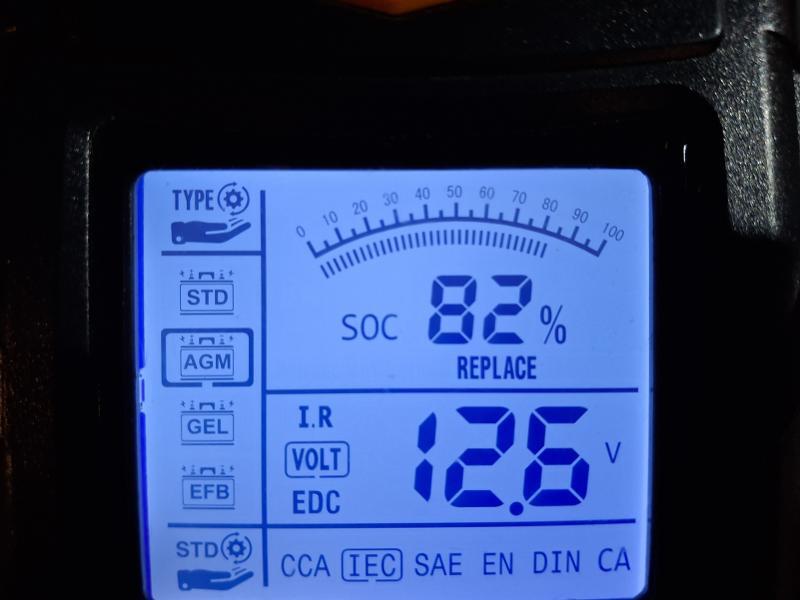 TYPE
0 10 20 30 40 50 60 70 80 90 100
STD
SOC 82%
AGM
REPLACE
GEL
EFB
I.R
VOLT 12.6 V
EDC
STD
CCA IEC SAE EN DIN CA